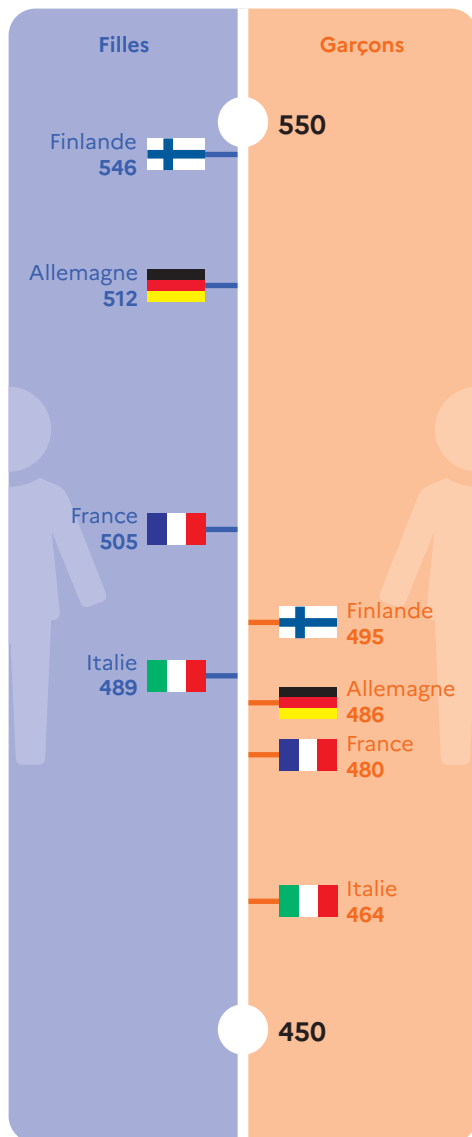 Filles
Garçons
550
Finlande
546
Allemagne
512
France
505
Finlande
495
Italie
489
Allemagne
486
France
480
Italie
464
450